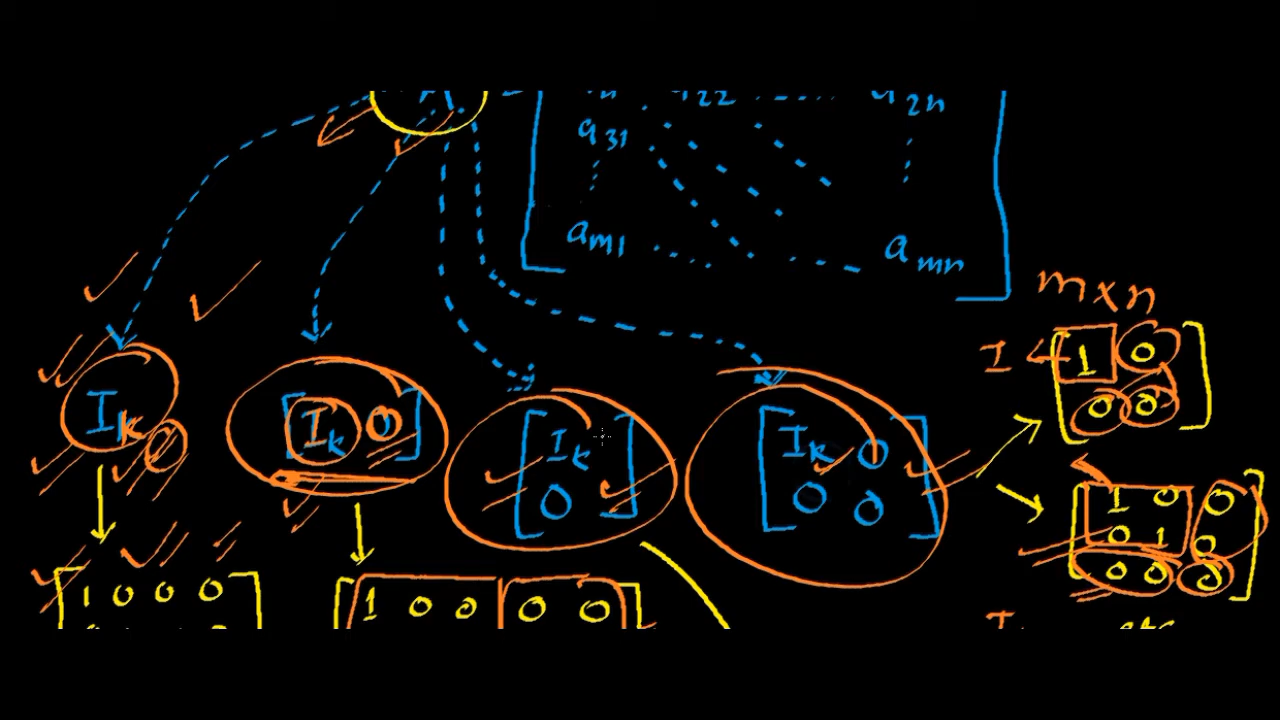 a22 ..... a2n
a31
am1 ..... amn
m×n
I ← [ 1 0
0 0 ]
Ik
[ Ik 0 ]
[ Ik
0 ]
[ Ik 0
0 0 ]
[ 1 0 0
0 1 0
0 0 0 ]
[ 1 0 0 0
[ 1 0 0 0 0 ]
etc